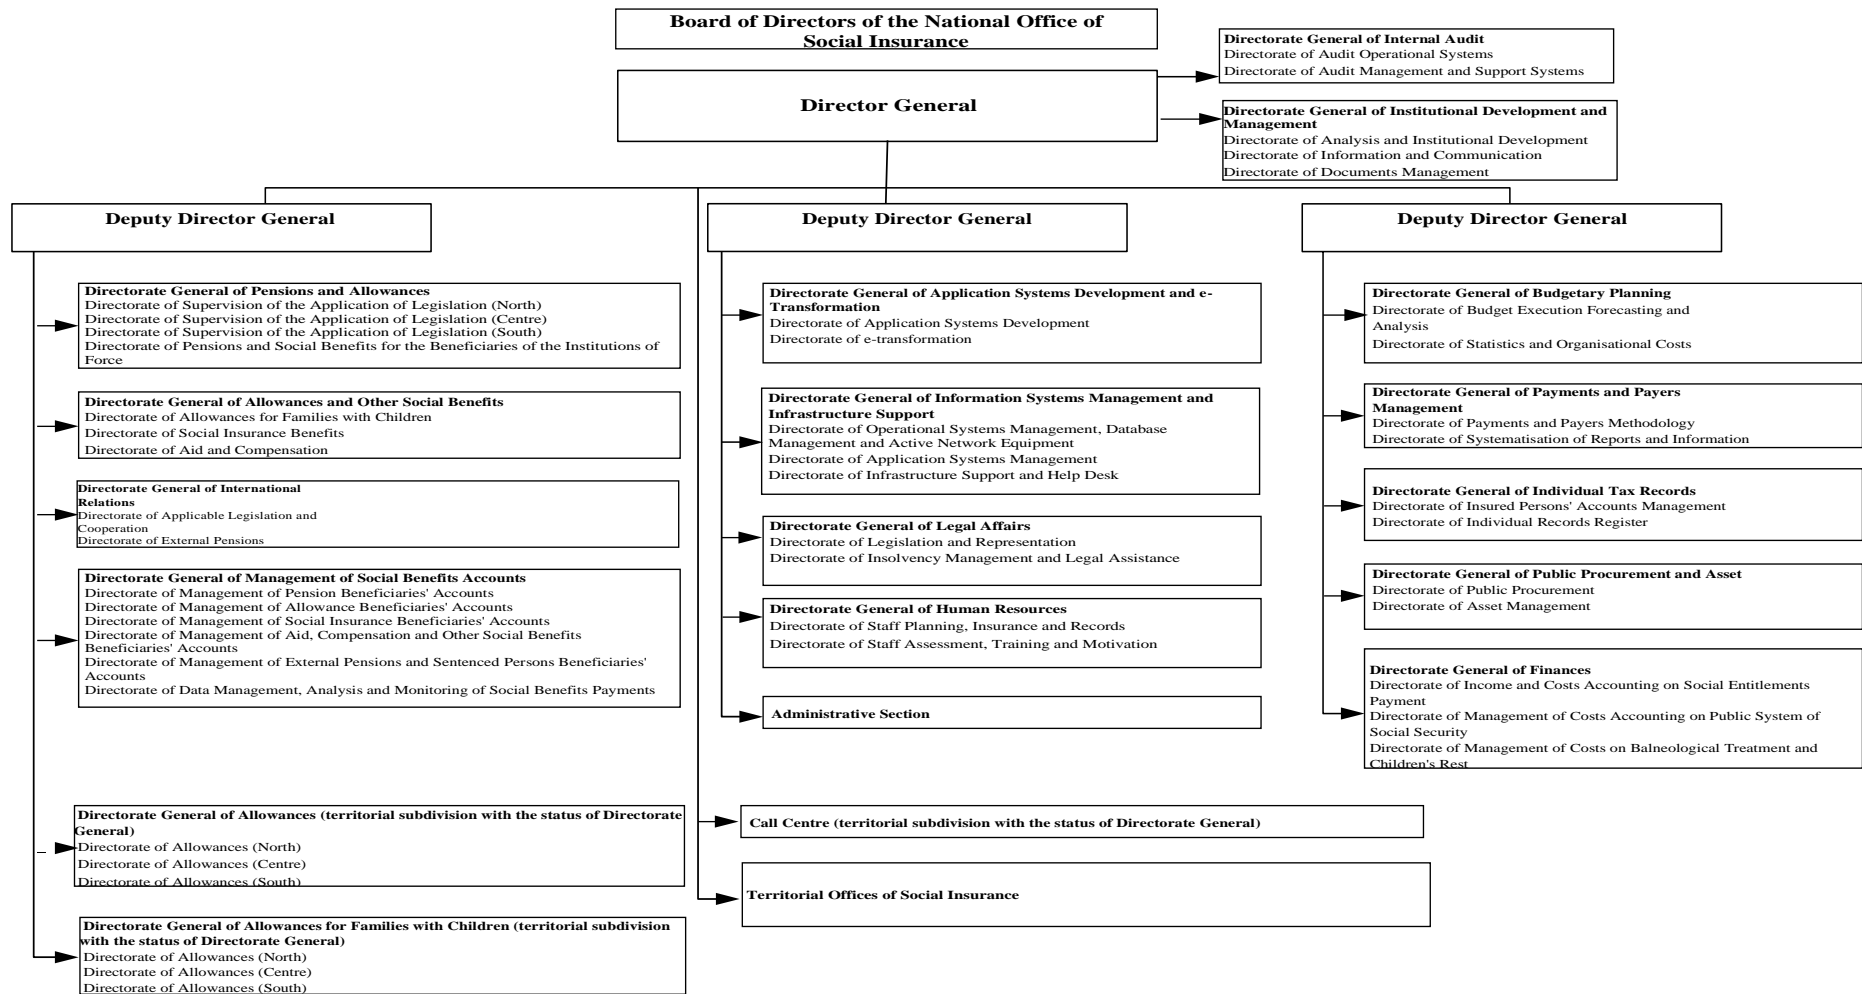 Board of Directors of the National Office of
Social Insurance
Directorate General of Internal Audit
Directorate of Audit Operational Systems
Directorate of Audit Management and Support Systems
Director General
Directorate General of Institutional Development and
Management
Directorate of Analysis and Institutional Development
Directorate of Information and Communication
Directorate of Documents Management
Deputy Director General
Directorate General of Pensions and Allowances
Directorate of Supervision of the Application of Legislation (North)
Directorate of Supervision of the Application of Legislation (Centre)
Directorate of Supervision of the Application of Legislation (South)
Directorate of Pensions and Social Benefits for the Beneficiaries of the Institutions of
Force
Directorate General of Allowances and Other Social Benefits
Directorate of Allowances for Families with Children
Directorate of Social Insurance Benefits
Directorate of Aid and Compensation
Directorate General of International
Relations
Directorate of Applicable Legislation and
Cooperation
Directorate of External Pensions
Directorate General of Management of Social Benefits Accounts
Directorate of Management of Pension Beneficiaries' Accounts
Directorate of Management of Allowance Beneficiaries' Accounts
Directorate of Management of Social Insurance Beneficiaries' Accounts
Directorate of Management of Aid, Compensation and Other Social Benefits
Beneficiaries' Accounts
Directorate of Management of External Pensions and Sentenced Persons Beneficiaries'
Accounts
Directorate of Data Management, Analysis and Monitoring of Social Benefits Payments
Directorate General of Allowances (territorial subdivision with the status of Directorate
General)
Directorate of Allowances (North)
Directorate of Allowances (Centre)
Directorate of Allowances (South)
Directorate General of Allowances for Families with Children (territorial subdivision
with the status of Directorate General)
Directorate of Allowances (North)
Directorate of Allowances (Centre)
Directorate of Allowances (South)
Deputy Director General
Directorate General of Application Systems Development and e-
Transformation
Directorate of Application Systems Development
Directorate of e-transformation
Directorate General of Information Systems Management and
Infrastructure Support
Directorate of Operational Systems Management, Database
Management and Active Network Equipment
Directorate of Application Systems Management
Directorate of Infrastructure Support and Help Desk
Directorate General of Legal Affairs
Directorate of Legislation and Representation
Directorate of Insolvency Management and Legal Assistance
Directorate General of Human Resources
Directorate of Staff Planning, Insurance and Records
Directorate of Staff Assessment, Training and Motivation
Administrative Section
Call Centre (territorial subdivision with the status of Directorate General)
Territorial Offices of Social Insurance
Deputy Director General
Directorate General of Budgetary Planning
Directorate of Budget Execution Forecasting and
Analysis
Directorate of Statistics and Organisational Costs
Directorate General of Payments and Payers
Management
Directorate of Payments and Payers Methodology
Directorate of Systematisation of Reports and Information
Directorate General of Individual Tax Records
Directorate of Insured Persons' Accounts Management
Directorate of Individual Records Register
Directorate General of Public Procurement and Asset
Directorate of Public Procurement
Directorate of Asset Management
Directorate General of Finances
Directorate of Income and Costs Accounting on Social Entitlements
Payment
Directorate of Management of Costs Accounting on Public System of
Social Security
Directorate of Management of Costs on Balneological Treatment and
Children's Rest